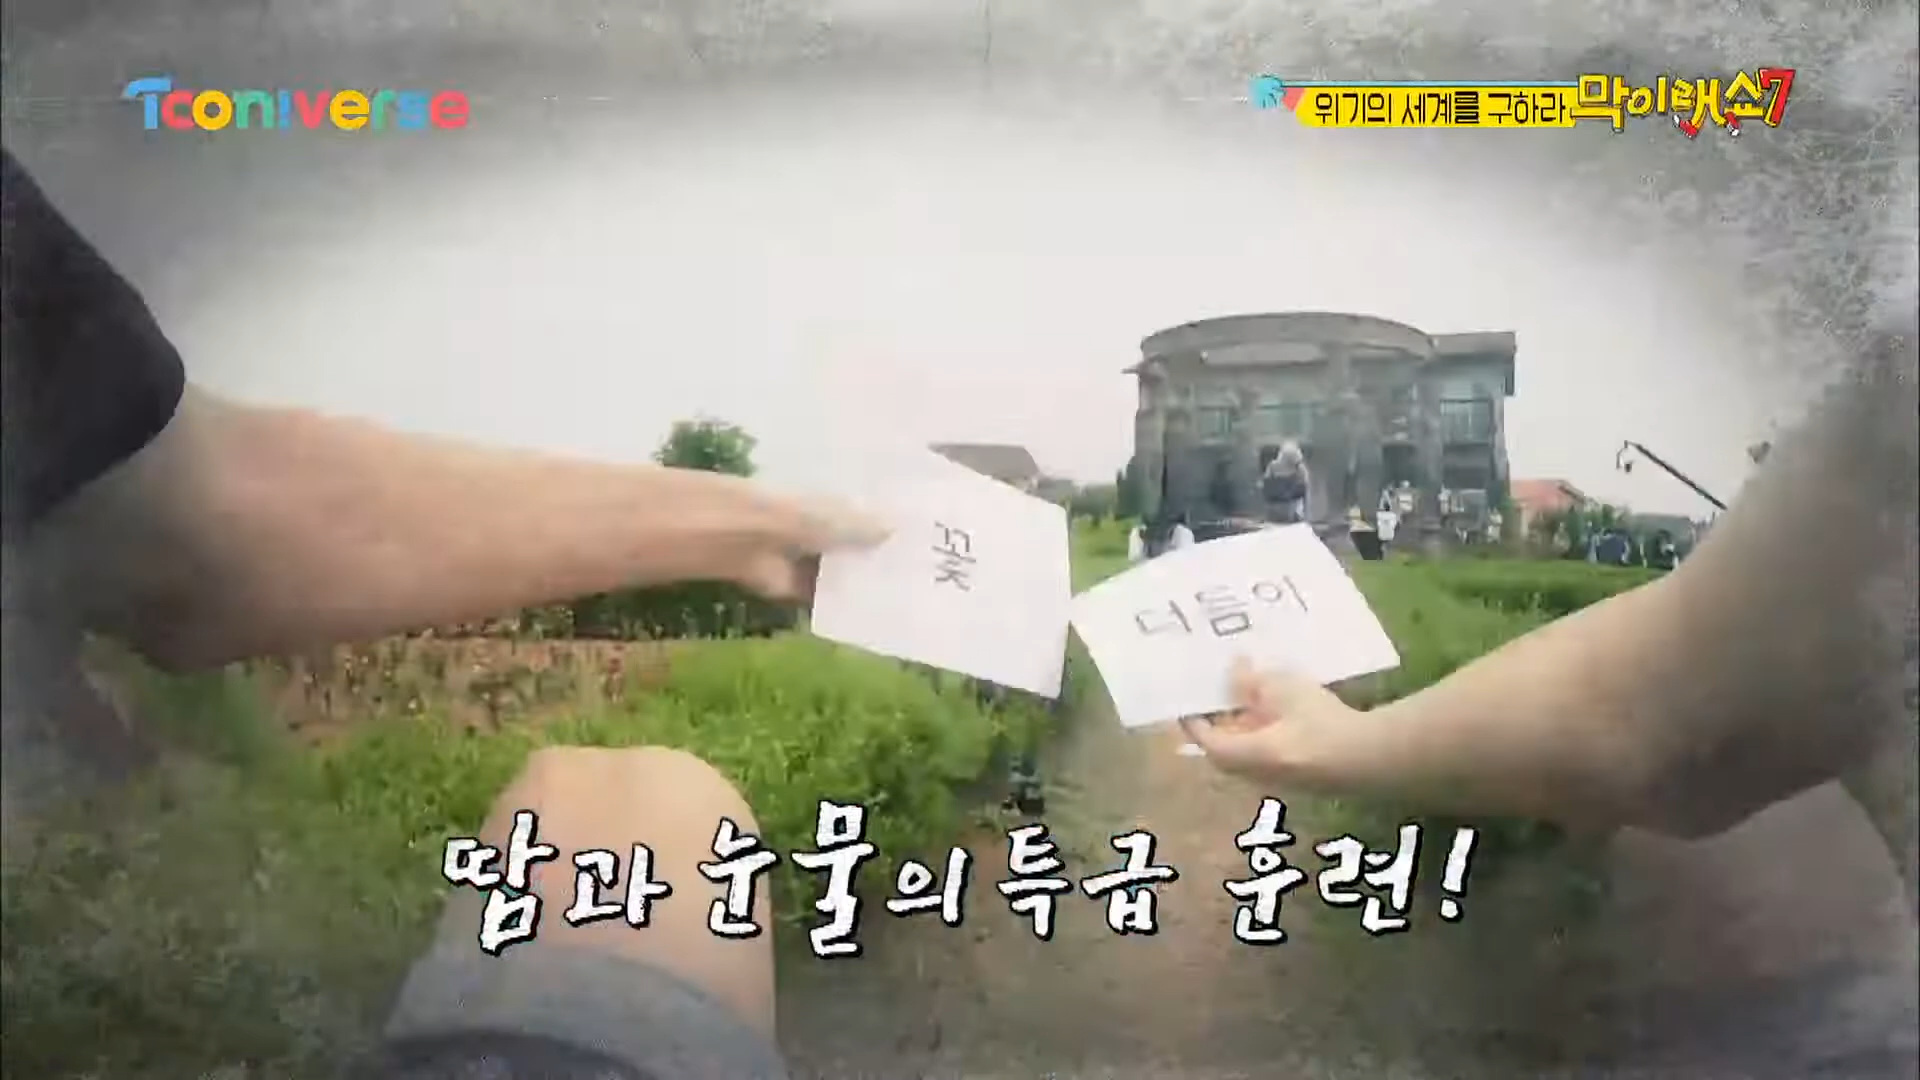 Tconiverse
위기의 세계를 구하라 막이래쇼7
꽃
더듬이
땀과 눈물의 특급 훈련!